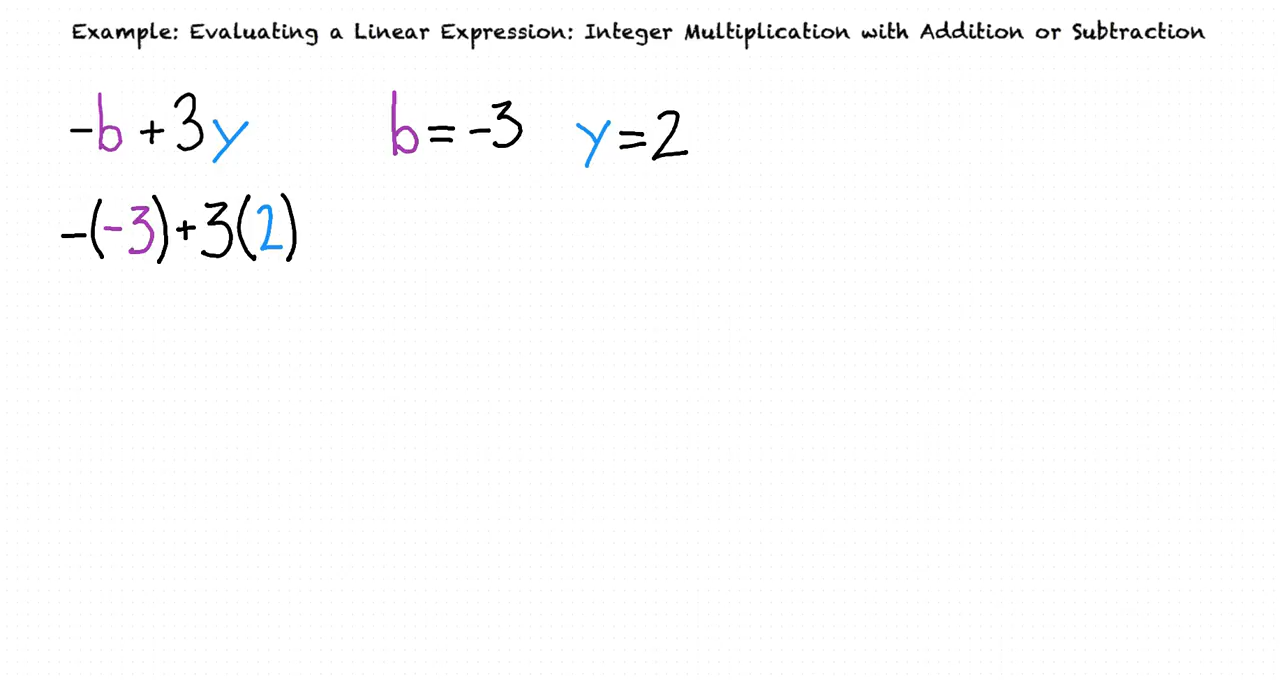 Example: Evaluating a Linear Expression: Integer Multiplication with Addition or Subtraction
-b + 3y b = -3 y = 2
-(-3) + 3(2)